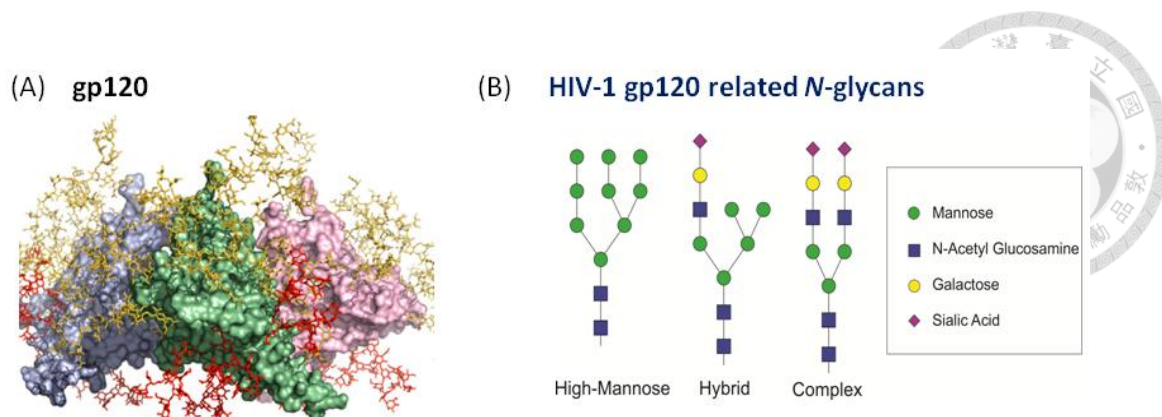 (A) gp120
(B) HIV-1 gp120 related N-glycans
Mannose
N-Acetyl Glucosamine
Galactose
Sialic Acid
High-Mannose
Hybrid
Complex